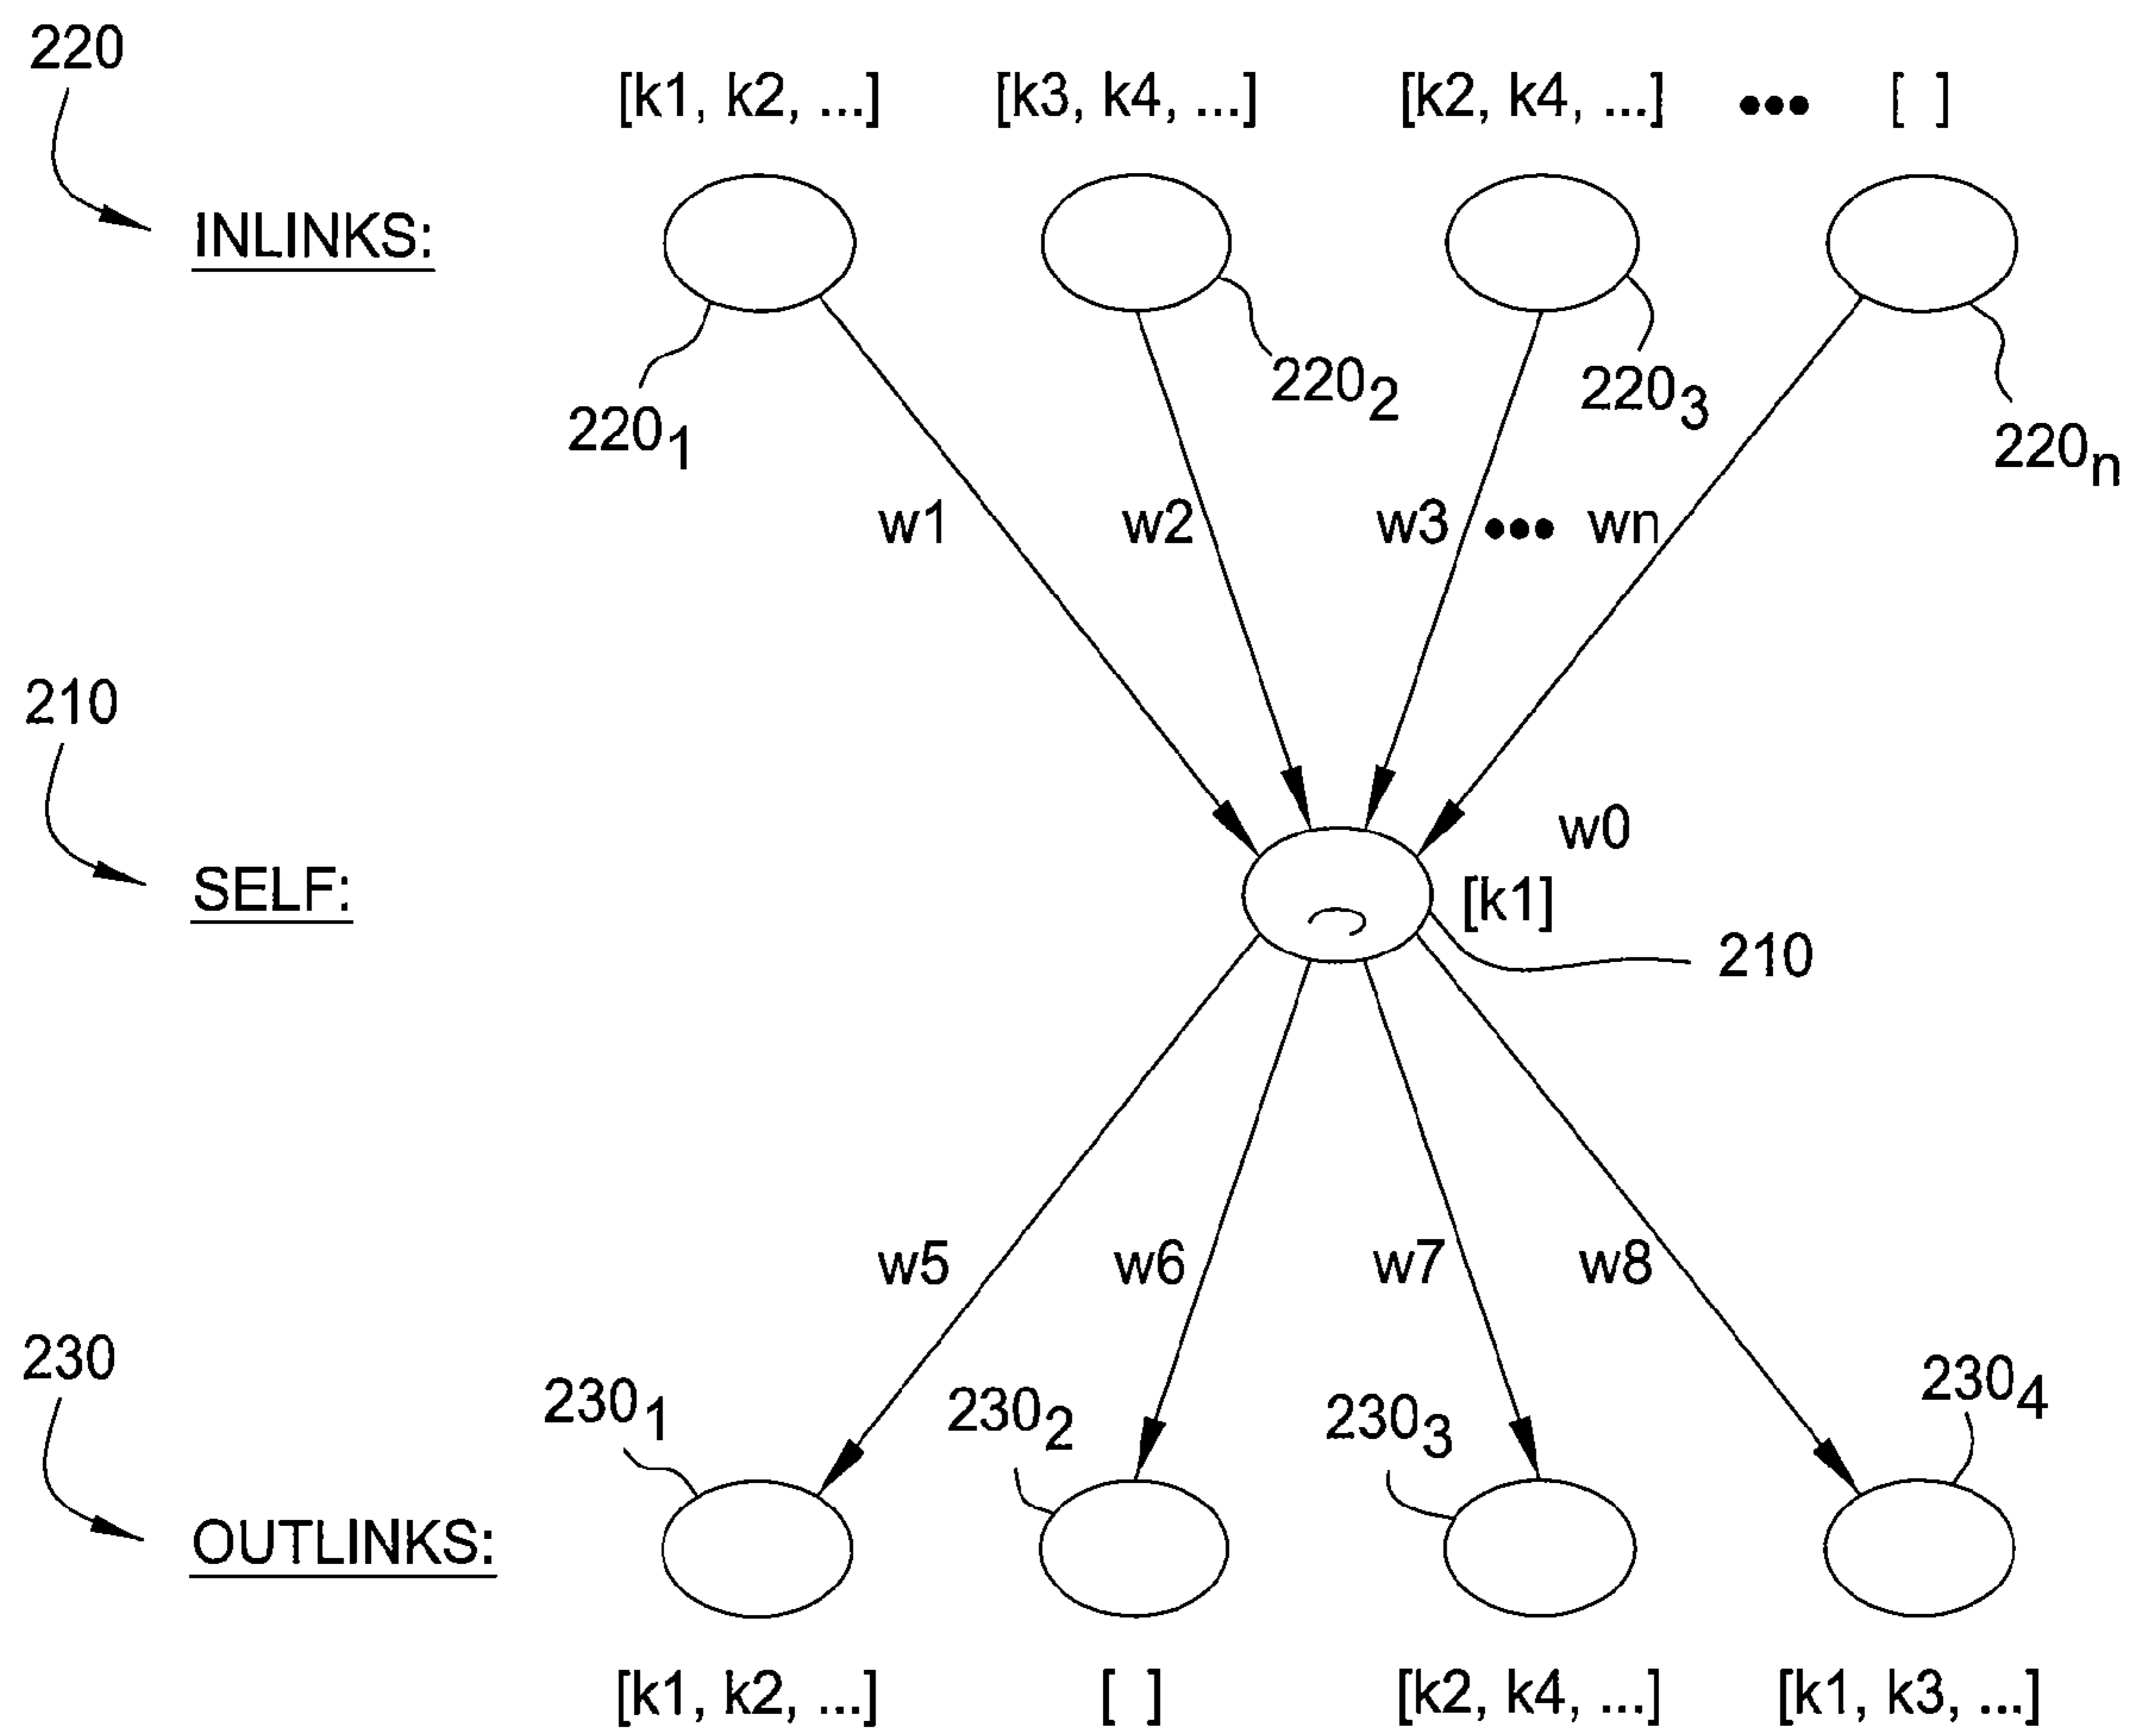 220
[k1, k2, ...] [k3, k4, ...] [k2, k4, ...] ••• [ ]
INLINKS:
220₁ 220₂ 220₃ 220n
w1 w2 w3 ••• wn
210
w0
SELF: [k1]
210
w5 w6 w7 w8
230
230₁ 230₂ 230₃ 230₄
OUTLINKS:
[k1, k2, ...] [ ] [k2, k4, ...] [k1, k3, ...]